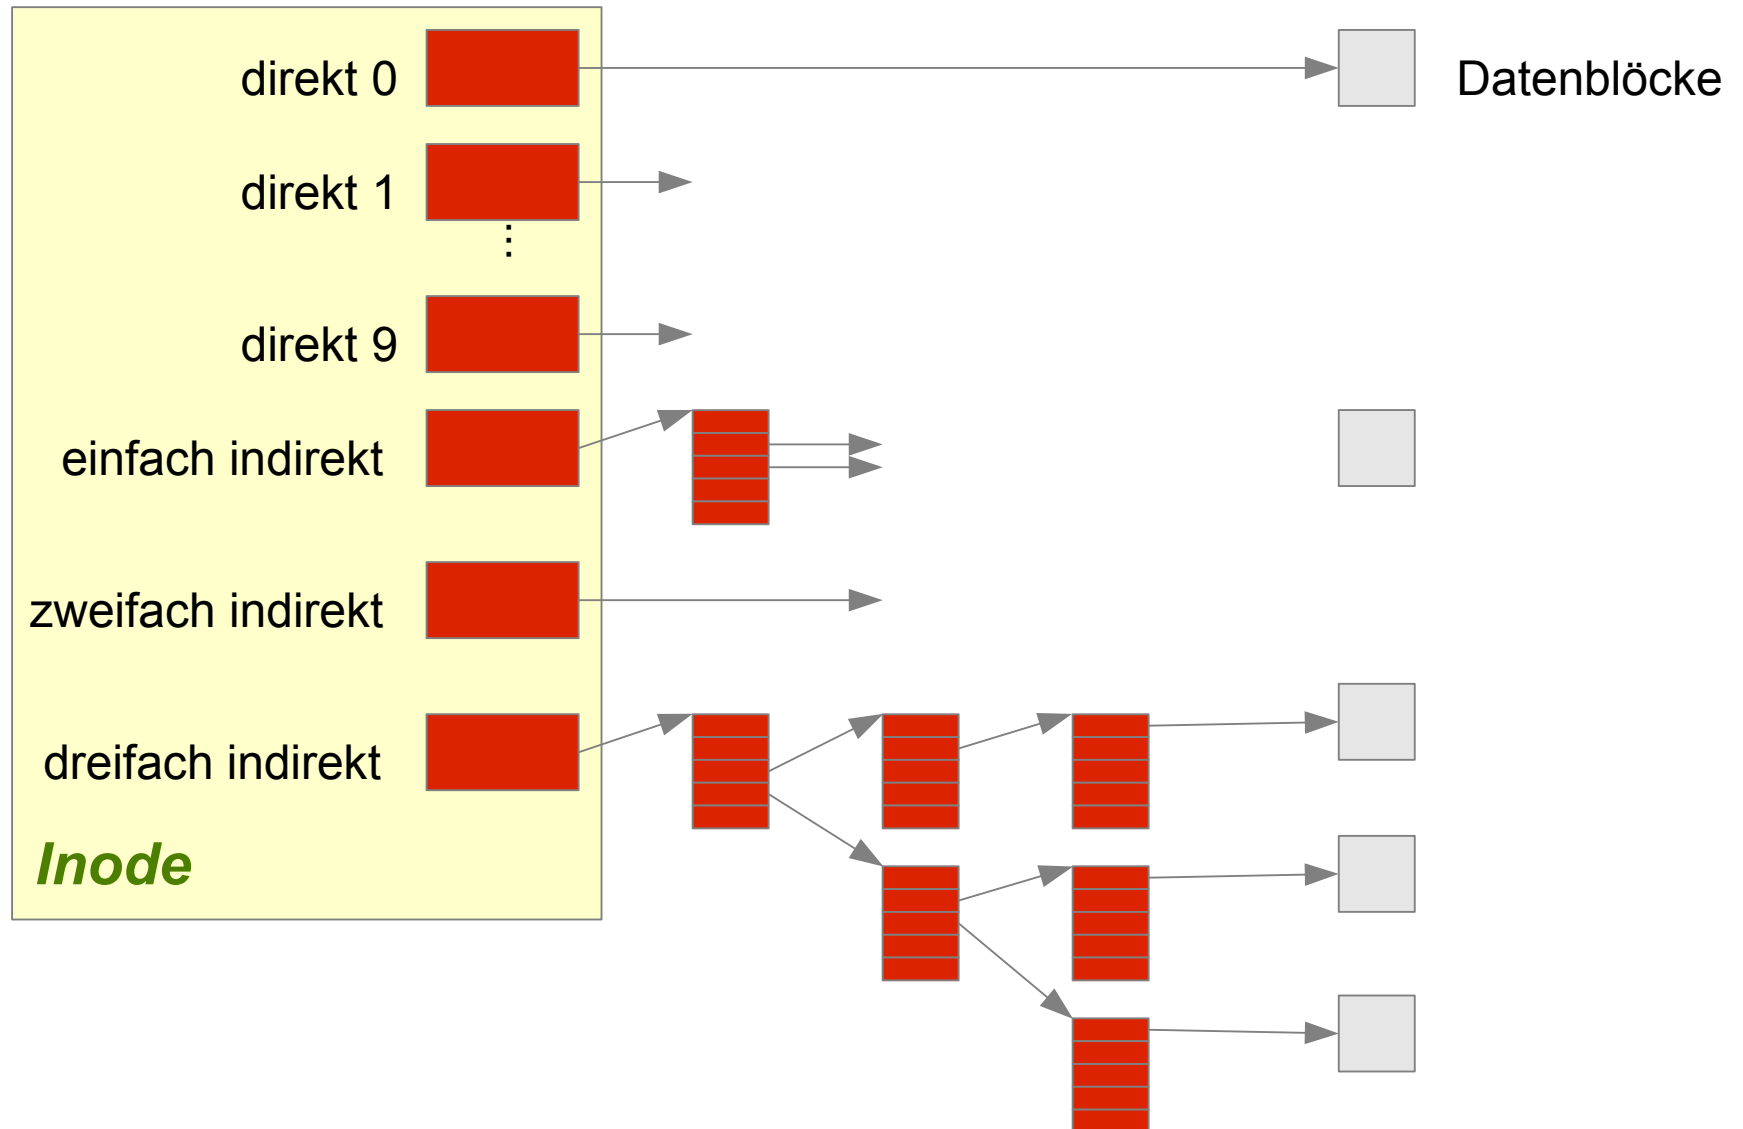 direkt 0
Datenblöcke
direkt 1
...
direkt 9
einfach indirekt
zweifach indirekt
dreifach indirekt
Inode